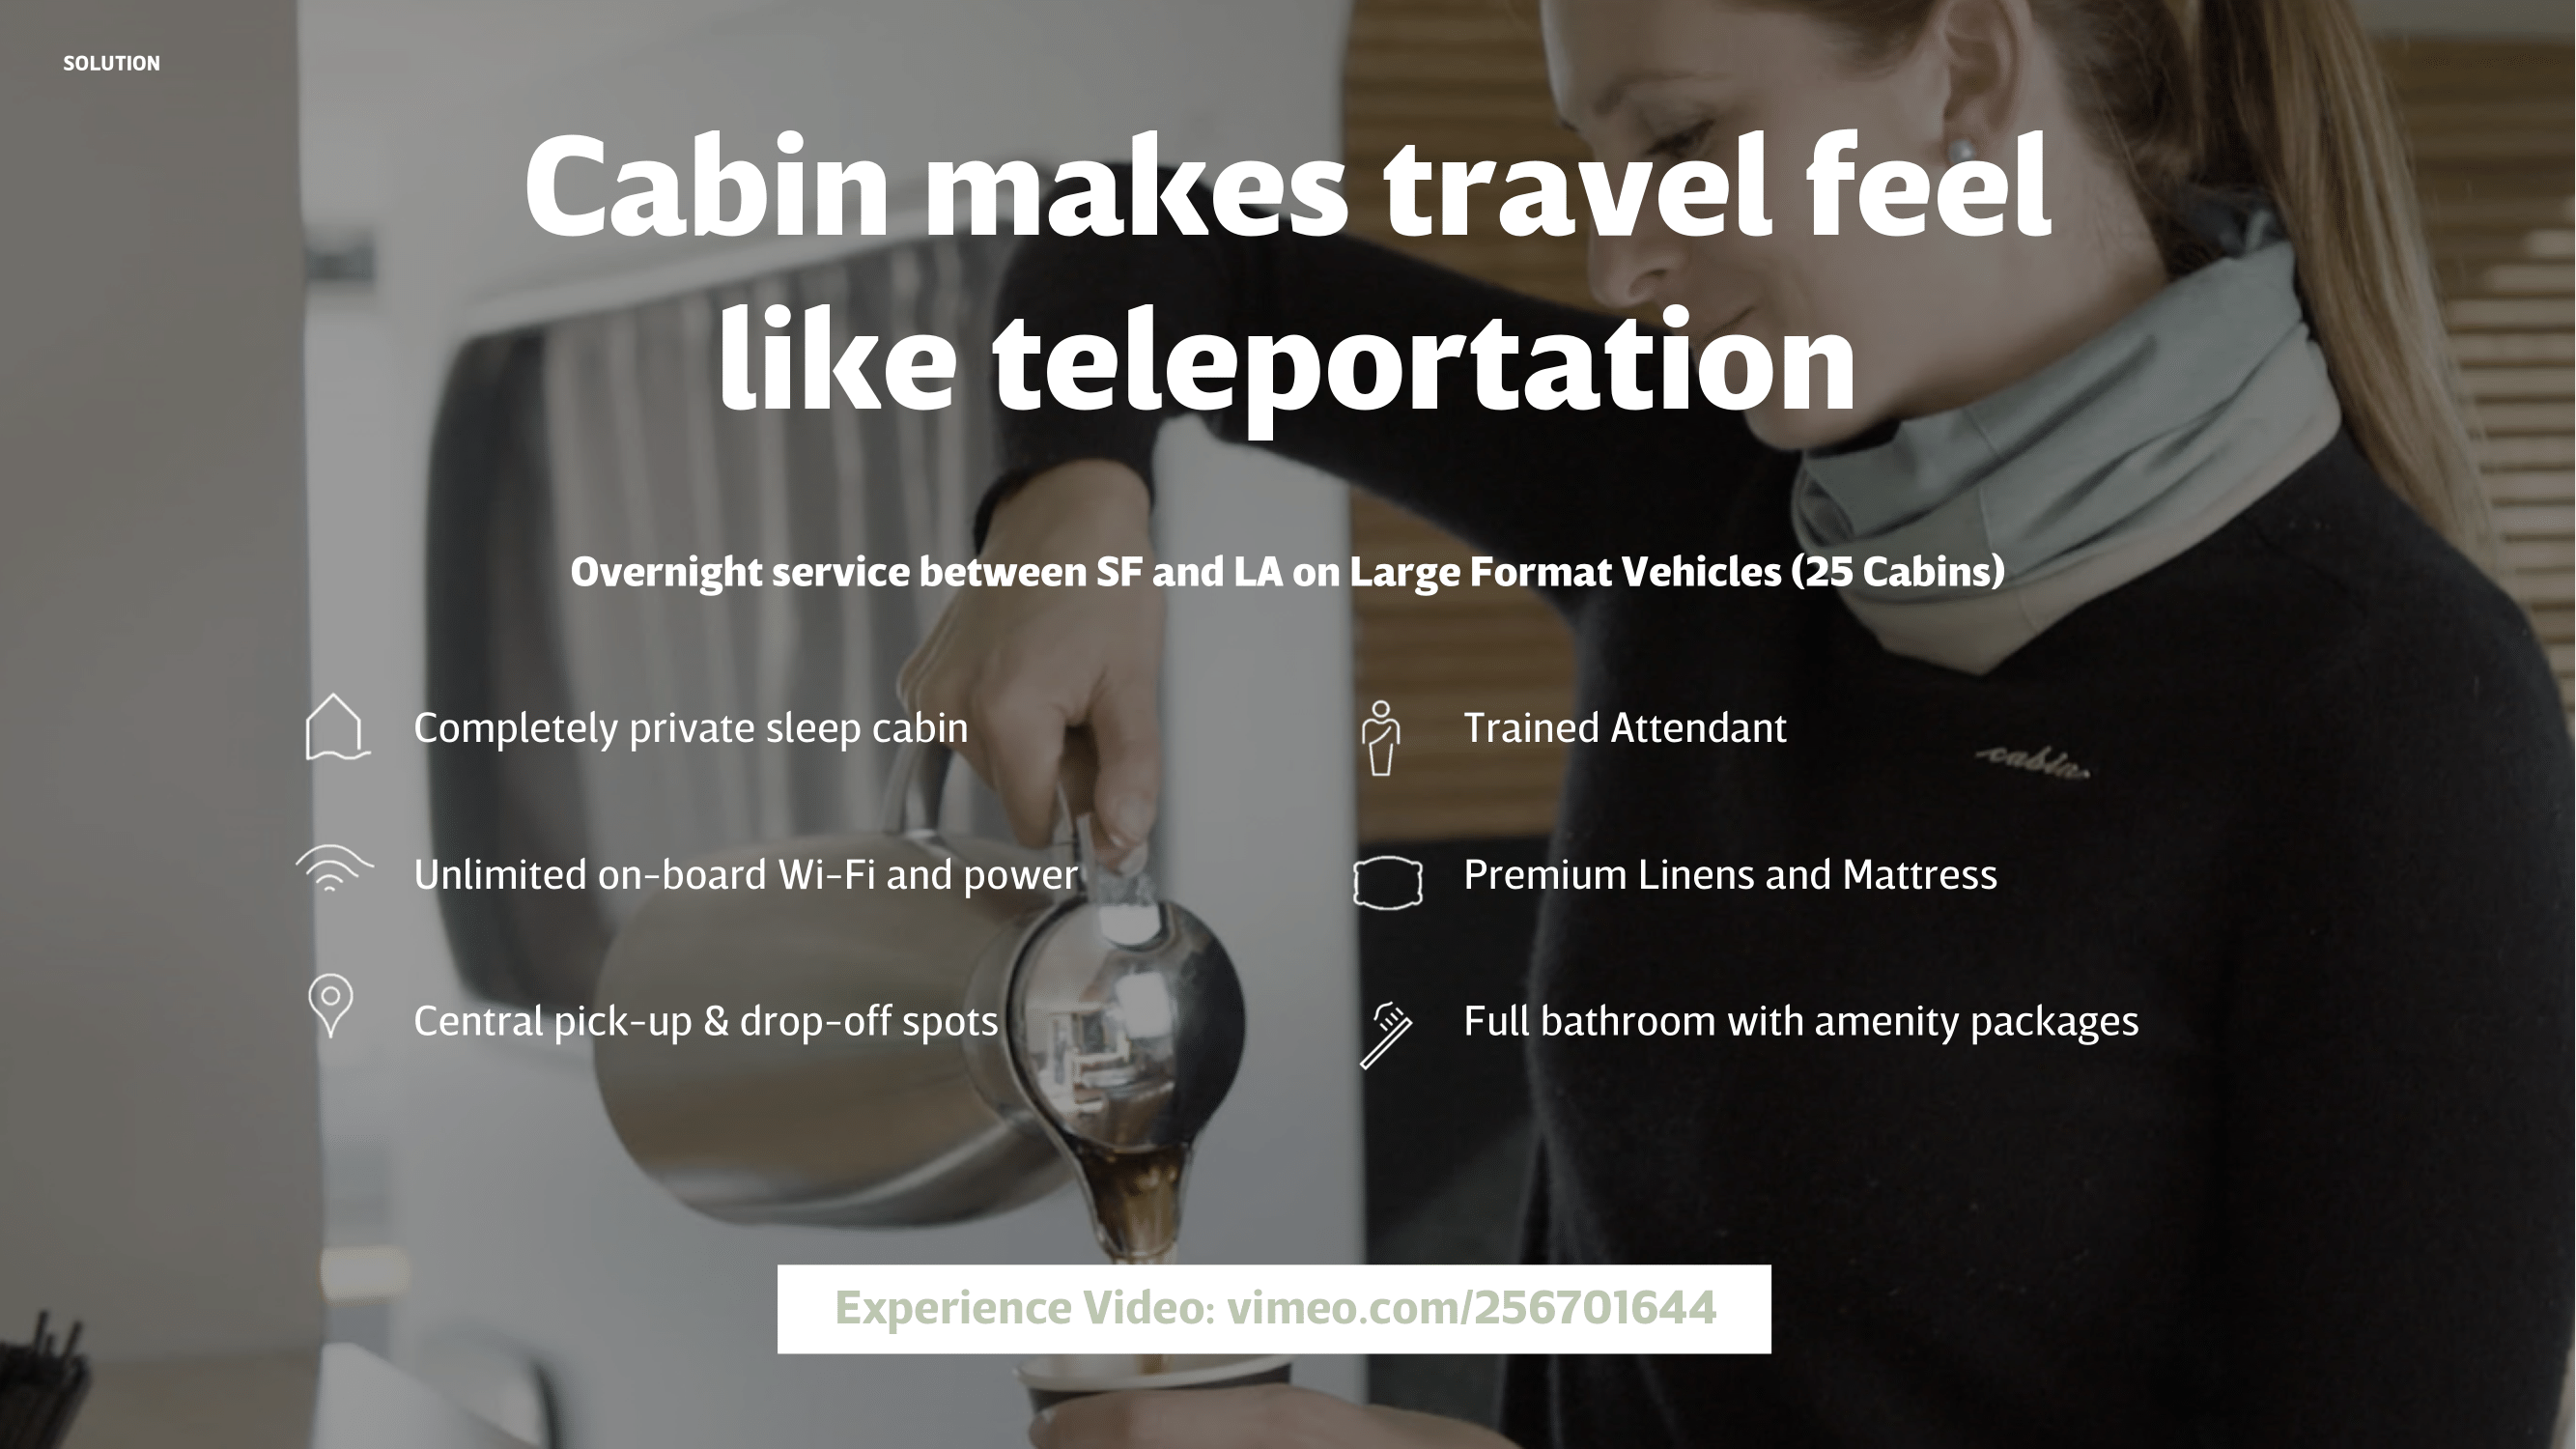 SOLUTION
Cabin makes travel feel
like teleportation
Overnight service between SF and LA on Large Format Vehicles (25 Cabins)
Completely private sleep cabin
Unlimited on-board Wi-Fi and power
Central pick-up & drop-off spots
Trained Attendant
Premium Linens and Mattress
Full bathroom with amenity packages
cabin
Experience Video: vimeo.com/256701644